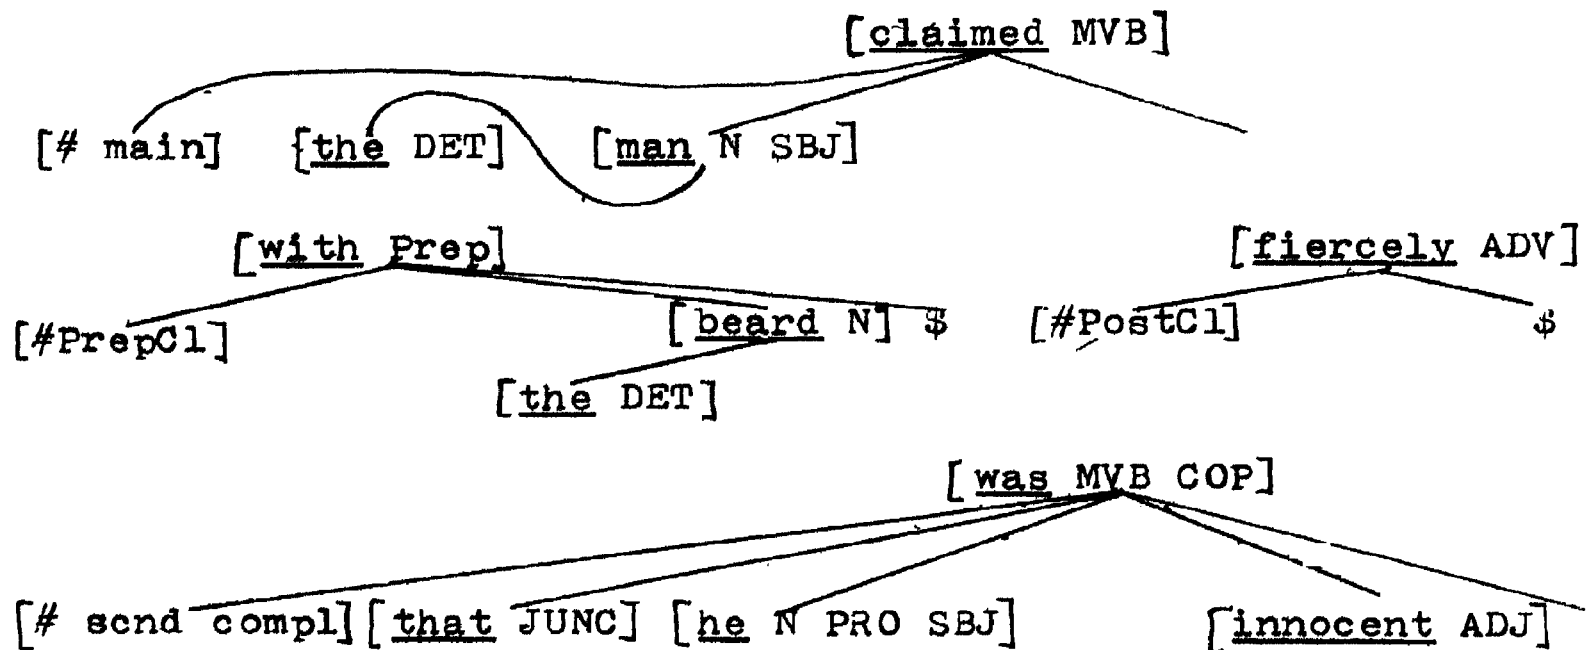 [claimed MVB]
[# main] [the DET] [man N SBJ]
[with Prep] [fiercely ADV]
[#PrepCl] [beard N] $ [#PostCl] $
[the DET]
[was MVB COP]
[# scnd compl] [that JUNC] [he N PRO SBJ] [innocent ADJ]